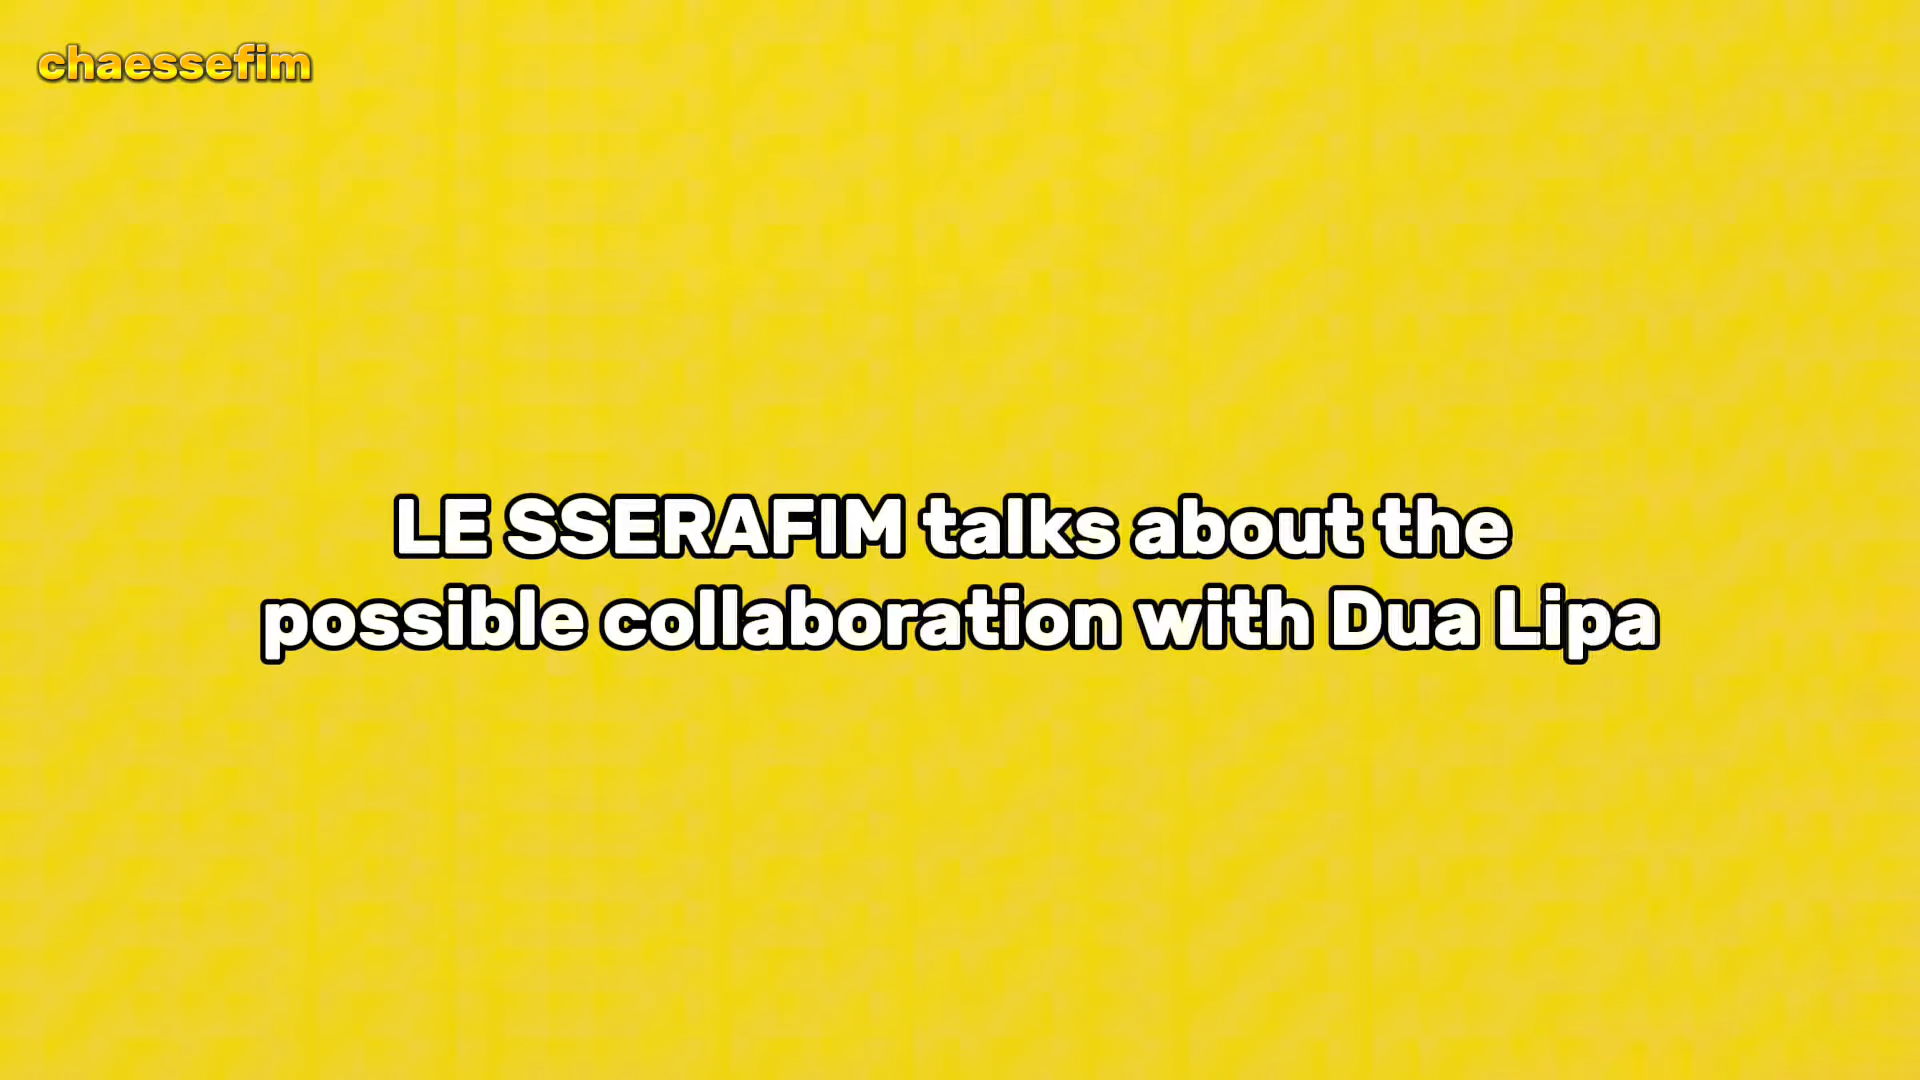 chaessefim
LE SSERAFIM talks about the
possible collaboration with Dua Lipa